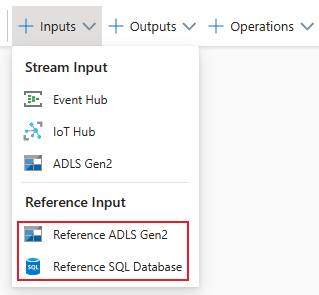 Inputs Outputs Operations
Stream Input
Event Hub
IoT Hub
ADLS Gen2
Reference Input
Reference ADLS Gen2
SQL Reference SQL Database